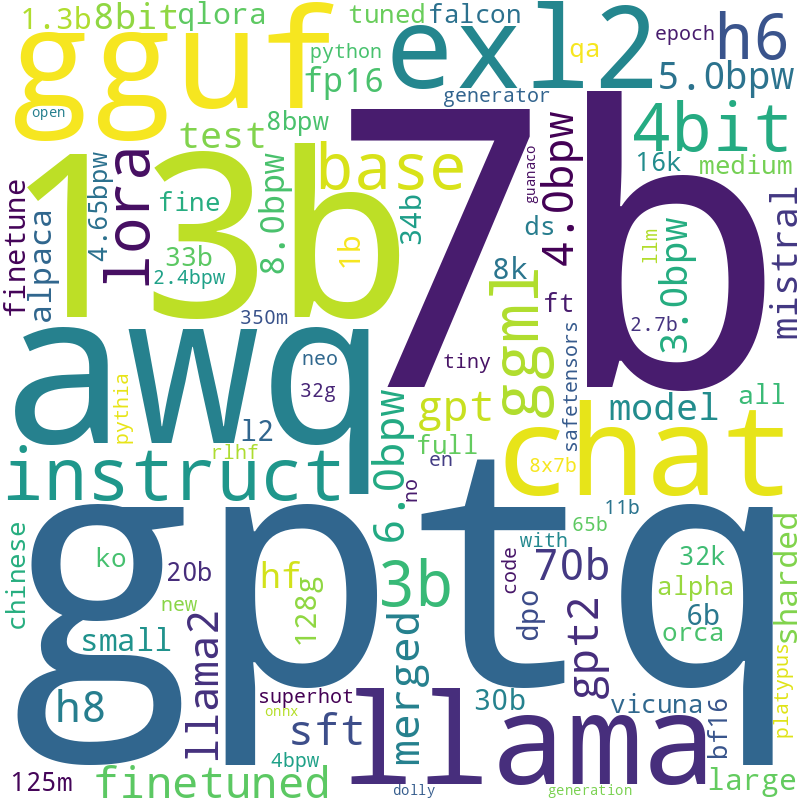 1.3b
8bit
qlora
tuned
falcon
epoch
h6
gguf
python
exl2
qa
fp16
5.0bpw
open
generator
test
8bpw
7b
4bit
13b
lora
base
guanaco
4.0bpw
16k
medium
4.65bpw
fine
8.0bpw
34b
finetune
alpaca
33b
2.4bpw
1b
ds
8k
llm
3.0bpw
mistral
350m
ft
2.7b
awq
neo
32g
tiny
ggml
safetensors
pythia
l2
rlhf
6.0bpw
gpt
full
en
model
all
chat
8x7b
instruct
no
11b
65b
with
gptq
chinese
ko
20b
new
hf
128g
3b
code
70b
32k
alpha
6b
orca
sharded
small
llama2
h8
merged
dpo
gpt2
platypus
superhot
onnx
sft
30b
vicuna
bf16
llama
4bpw
125m
finetuned
dolly
generation
large